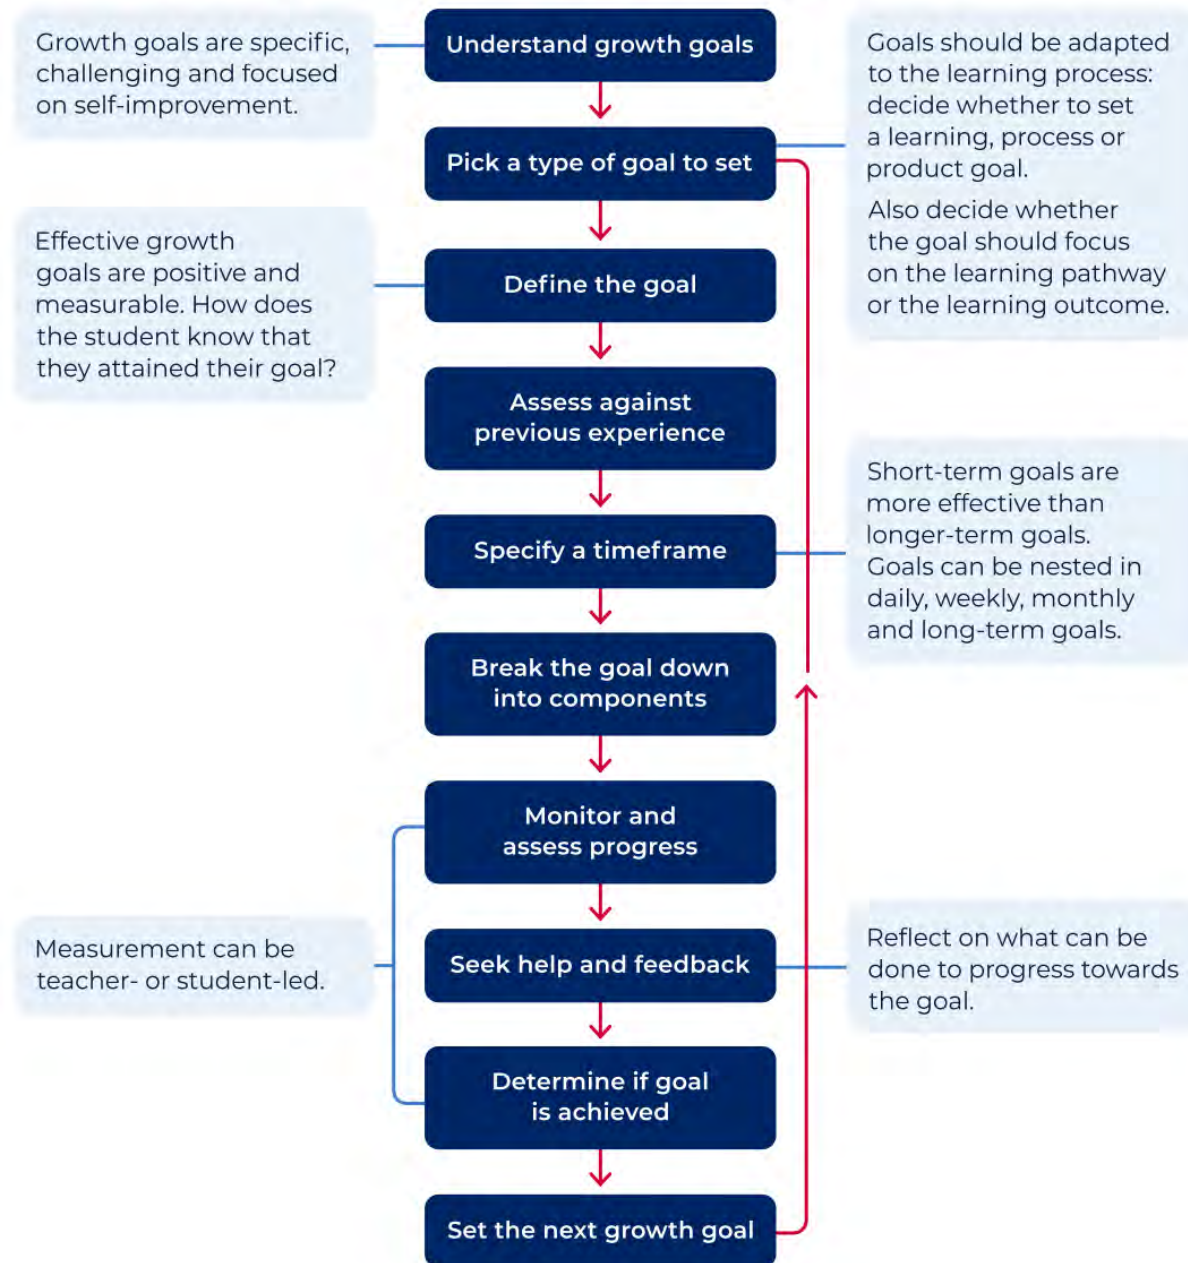 Understand growth goals
Growth goals are specific,
challenging and focused
on self-improvement.
Pick a type of goal to set
Goals should be adapted
to the learning process:
decide whether to set
a learning, process or
product goal.
Also decide whether
the goal should focus
on the learning pathway
or the learning outcome.
Define the goal
Effective growth
goals are positive and
measurable. How does
the student know that
they attained their goal?
Assess against
previous experience
Specify a timeframe
Short-term goals are
more effective than
longer-term goals.
Goals can be nested in
daily, weekly, monthly
and long-term goals.
Break the goal down
into components
Monitor and
assess progress
Measurement can be
teacher- or student-led.
Seek help and feedback
Reflect on what can be
done to progress towards
the goal.
Determine if goal
is achieved
Set the next growth goal